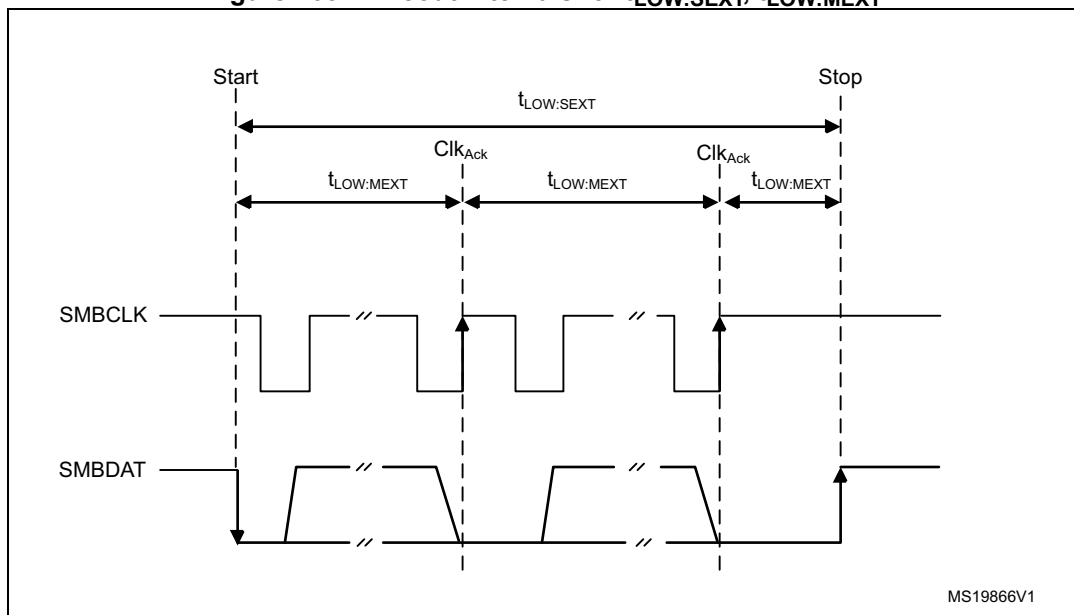 Start
Stop
tLOW:SEXT
ClkAck
ClkAck
tLOW:MEXT
tLOW:MEXT
tLOW:MEXT
SMBCLK
SMBDAT
MS19866V1